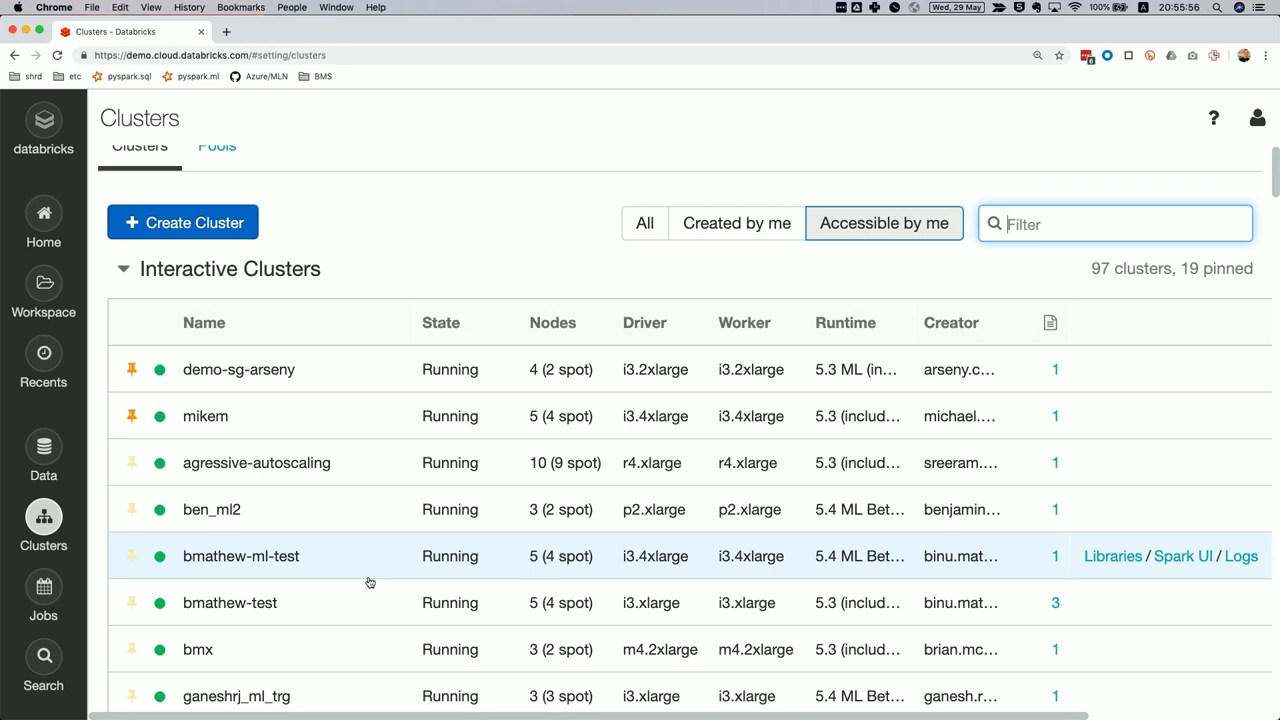 Chrome File Edit View History Bookmarks People Window Help 100% A Wed, 29 May 20:55:56
Clusters - Databricks
https://demo.cloud.databricks.com/#setting/clusters
shrd etc pyspark.sql pyspark.ml Azure/MLN BMS
databricks
Home
Workspace
Recents
Data
Clusters
Jobs
Search
Clusters
Clusters Pools
+ Create Cluster All Created by me Accessible by me Filter
Interactive Clusters 97 clusters, 19 pinned
Name State Nodes Driver Worker Runtime Creator
demo-sg-arseny Running 4 (2 spot) i3.2xlarge i3.2xlarge 5.3 ML (in... arseny.c... 1
mikem Running 5 (4 spot) i3.4xlarge i3.4xlarge 5.3 (includ... michael.... 1
agressive-autoscaling Running 10 (9 spot) r4.xlarge r4.xlarge 5.3 (includ... sreeram.... 1
ben_ml2 Running 3 (2 spot) p2.xlarge p2.xlarge 5.4 ML Bet... benjamin... 1
bmathew-ml-test Running 5 (4 spot) i3.4xlarge i3.4xlarge 5.4 ML Bet... binu.mat... 1 Libraries / Spark UI / Logs
bmathew-test Running 5 (4 spot) i3.xlarge i3.xlarge 5.3 (includ... binu.mat... 3
bmx Running 3 (2 spot) m4.2xlarge m4.2xlarge 5.3 (includ... brian.mc... 1
ganeshrj_ml_trg Running 3 (3 spot) i3.xlarge i3.xlarge 5.4 ML Bet... ganesh.r... 1